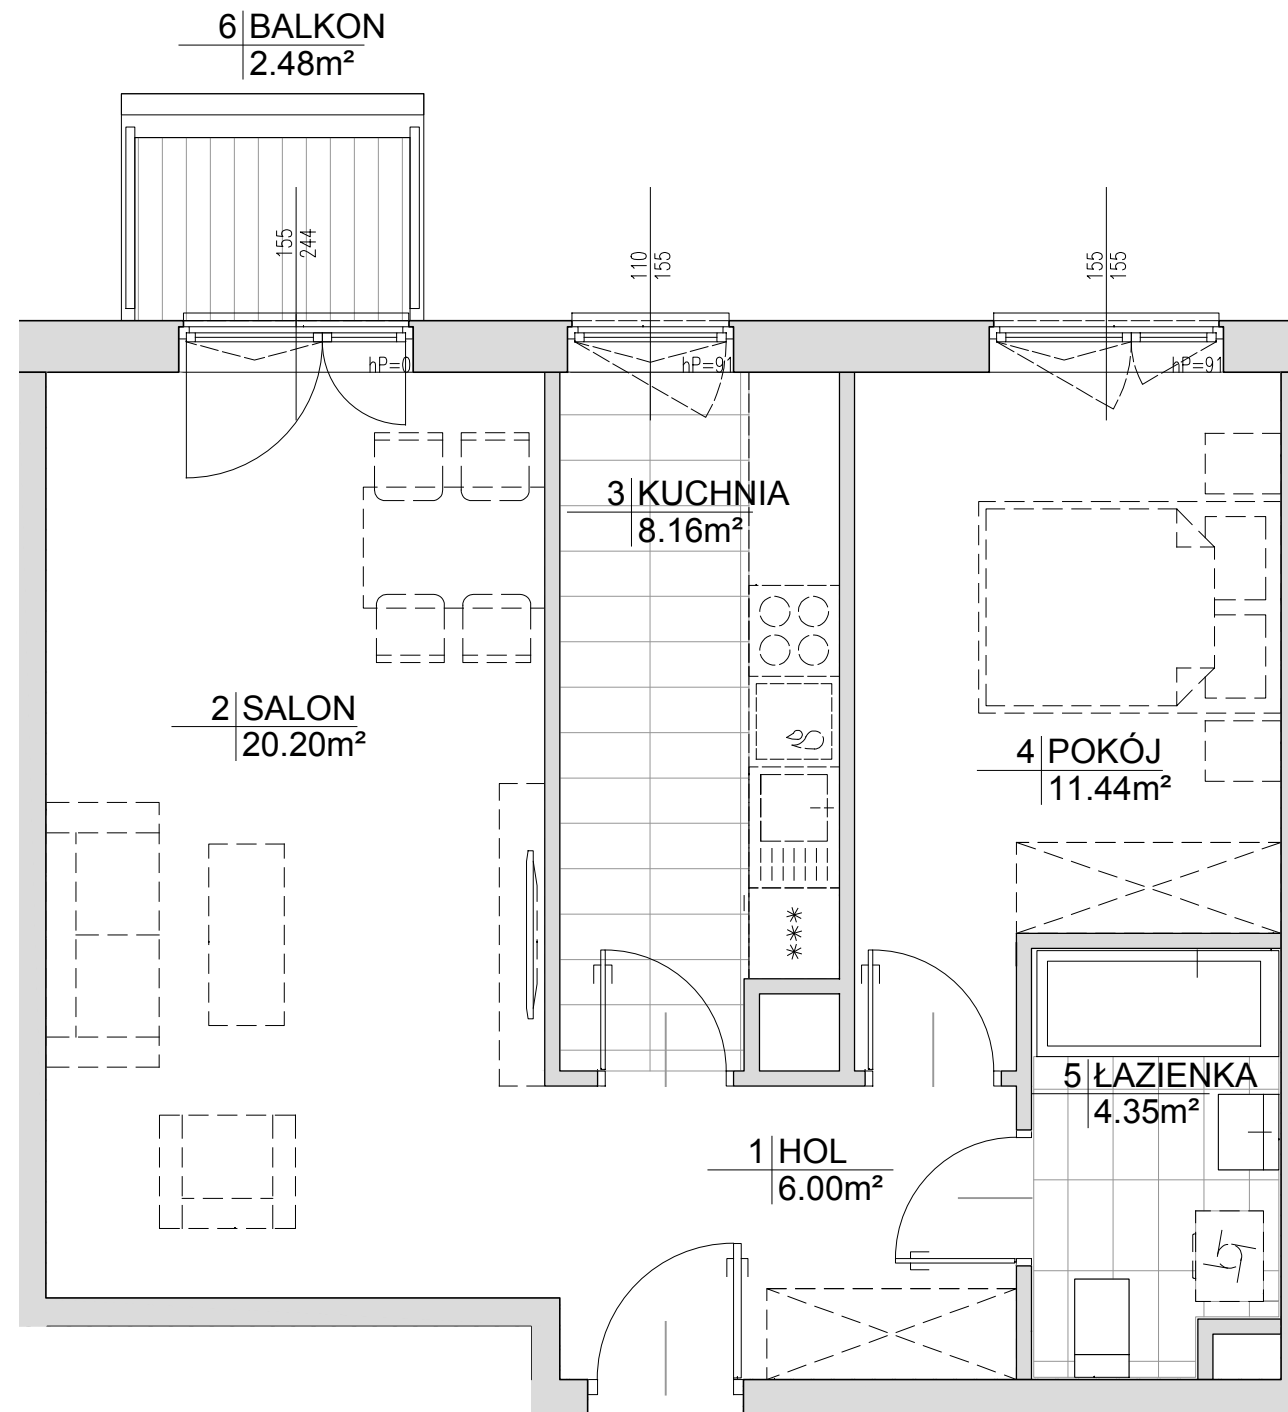 6 BALKON
2.48m²
155
244
110
155
155
155
hP=0
hP=91
hP=91
3 KUCHNIA
8.16m²
2 SALON
20.20m²
4 POKÓJ
11.44m²
5 ŁAZIENKA
4.35m²
1 HOL
6.00m²